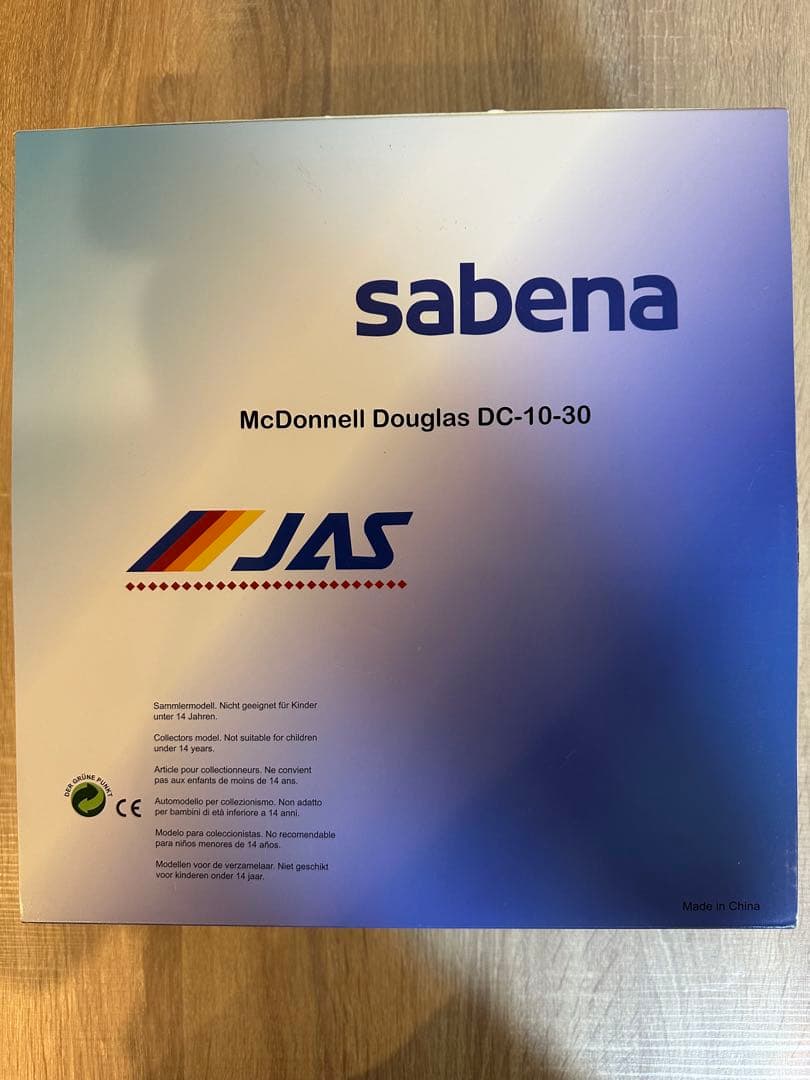 sabena
McDonnell Douglas DC-10-30
JAS
Sammlermodell. Nicht geeignet für Kinder
unter 14 Jahren.
Collectors model. Not suitable for children
under 14 years.
Article pour collectionneurs. Ne convient
pas aux enfants de moins de 14 ans.
DER GRÜNE PUNKT
CE
Automodello per collezionismo. Non adatto
per bambini di età inferiore a 14 anni.
Modelo para coleccionistas. No recomendable
para niños menores de 14 años.
Modellen voor de verzamelaar. Niet geschikt
voor kinderen onder 14 jaar.
Made in China